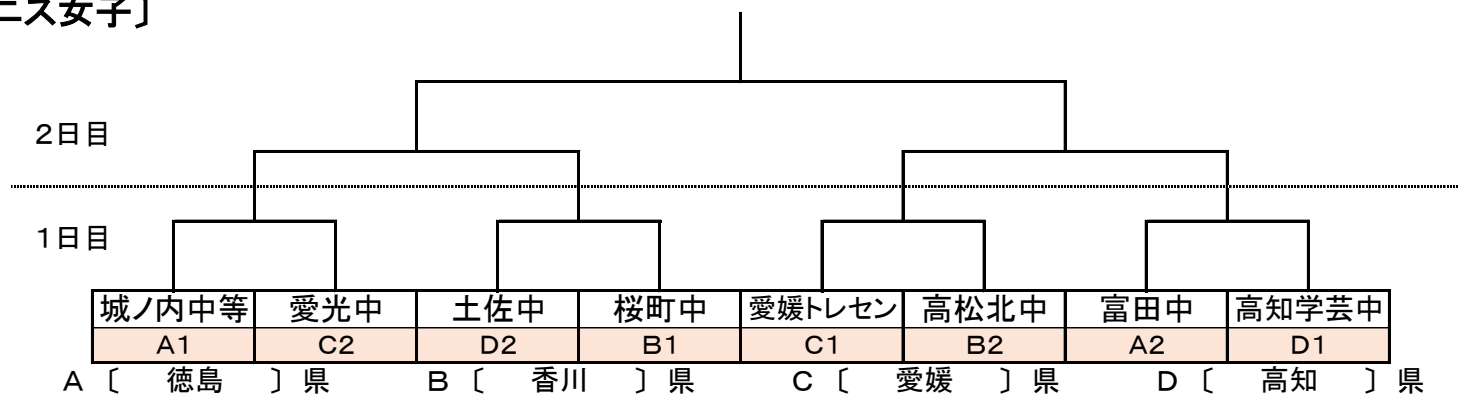 ニス女子〕
2日目
1日目
城ノ内中等 愛光中 土佐中 桜町中 愛媛トレセン 高松北中 富田中 高知学芸中
A1 C2 D2 B1 C1 B2 A2 D1
A〔 徳島 〕県 B〔 香川 〕県 C〔 愛媛 〕県 D〔 高知 〕県